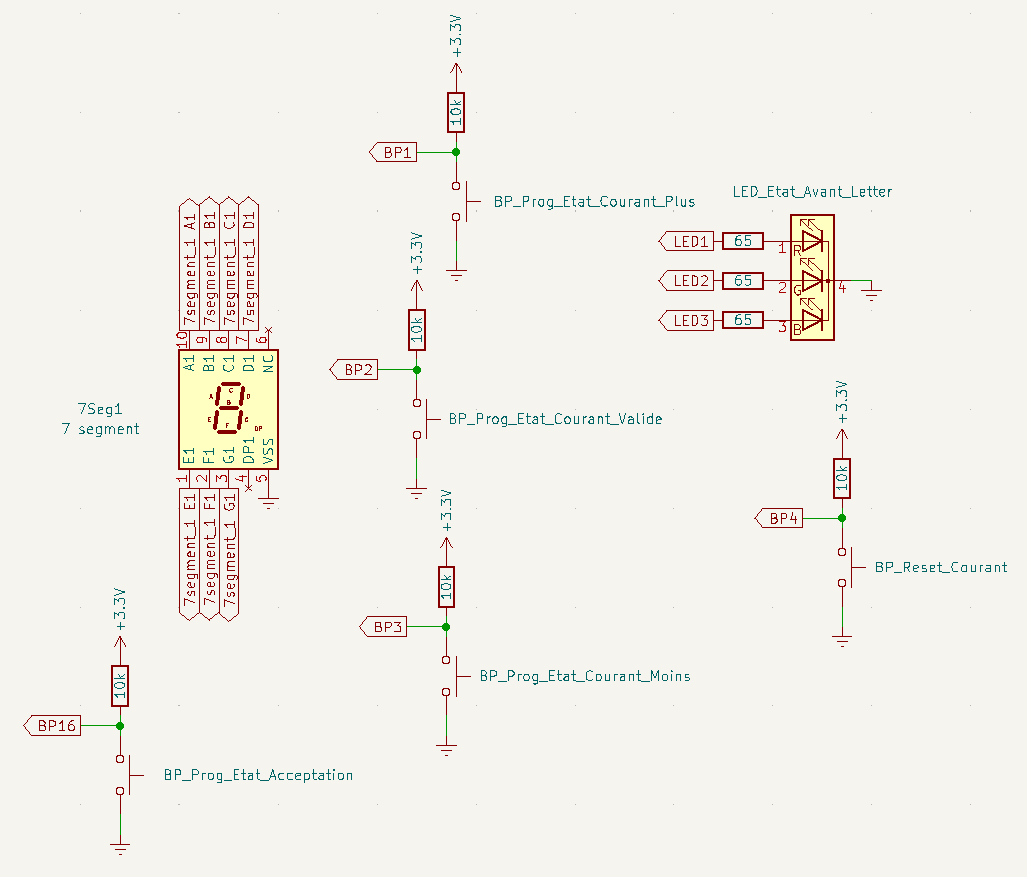 +3.3V
10k
BP1
BP_Prog_Etat_Courant_Plus
LED_Etat_Avant_Letter
LED1 65 1 R
LED2 65 2 G 4
LED3 65 3 B
7segment_1 A1
7segment_1 B1
7segment_1 C1
7segment_1 D1
10 9 8 7 6
A1 B1 C1 D1 NC
A B C D E F G DP
7Seg1
7 segment
E1 F1 G1 DP1 VSS
1 2 3 4 5
7segment_1 E1
7segment_1 F1
7segment_1 G1
+3.3V
10k
BP2
BP_Prog_Etat_Courant_Valide
+3.3V
10k
BP4
BP_Reset_Courant
+3.3V
10k
BP3
BP_Prog_Etat_Courant_Moins
+3.3V
10k
BP16
BP_Prog_Etat_Acceptation